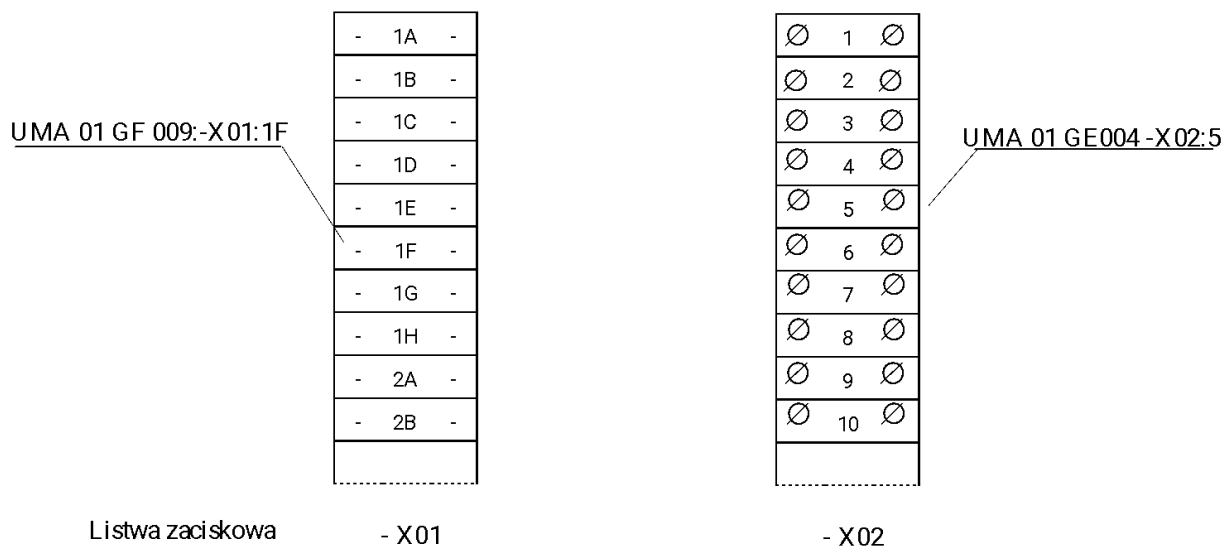 - 1A -
- 1B -
- 1C -
- 1D -
- 1E -
- 1F -
- 1G -
- 1H -
- 2A -
- 2B -
UMA 01 GF 009:-X01:1F
1
2
3
4
5
6
7
8
9
10
UMA 01 GE004 -X02:5
Listwa zaciskowa
- X01
- X02